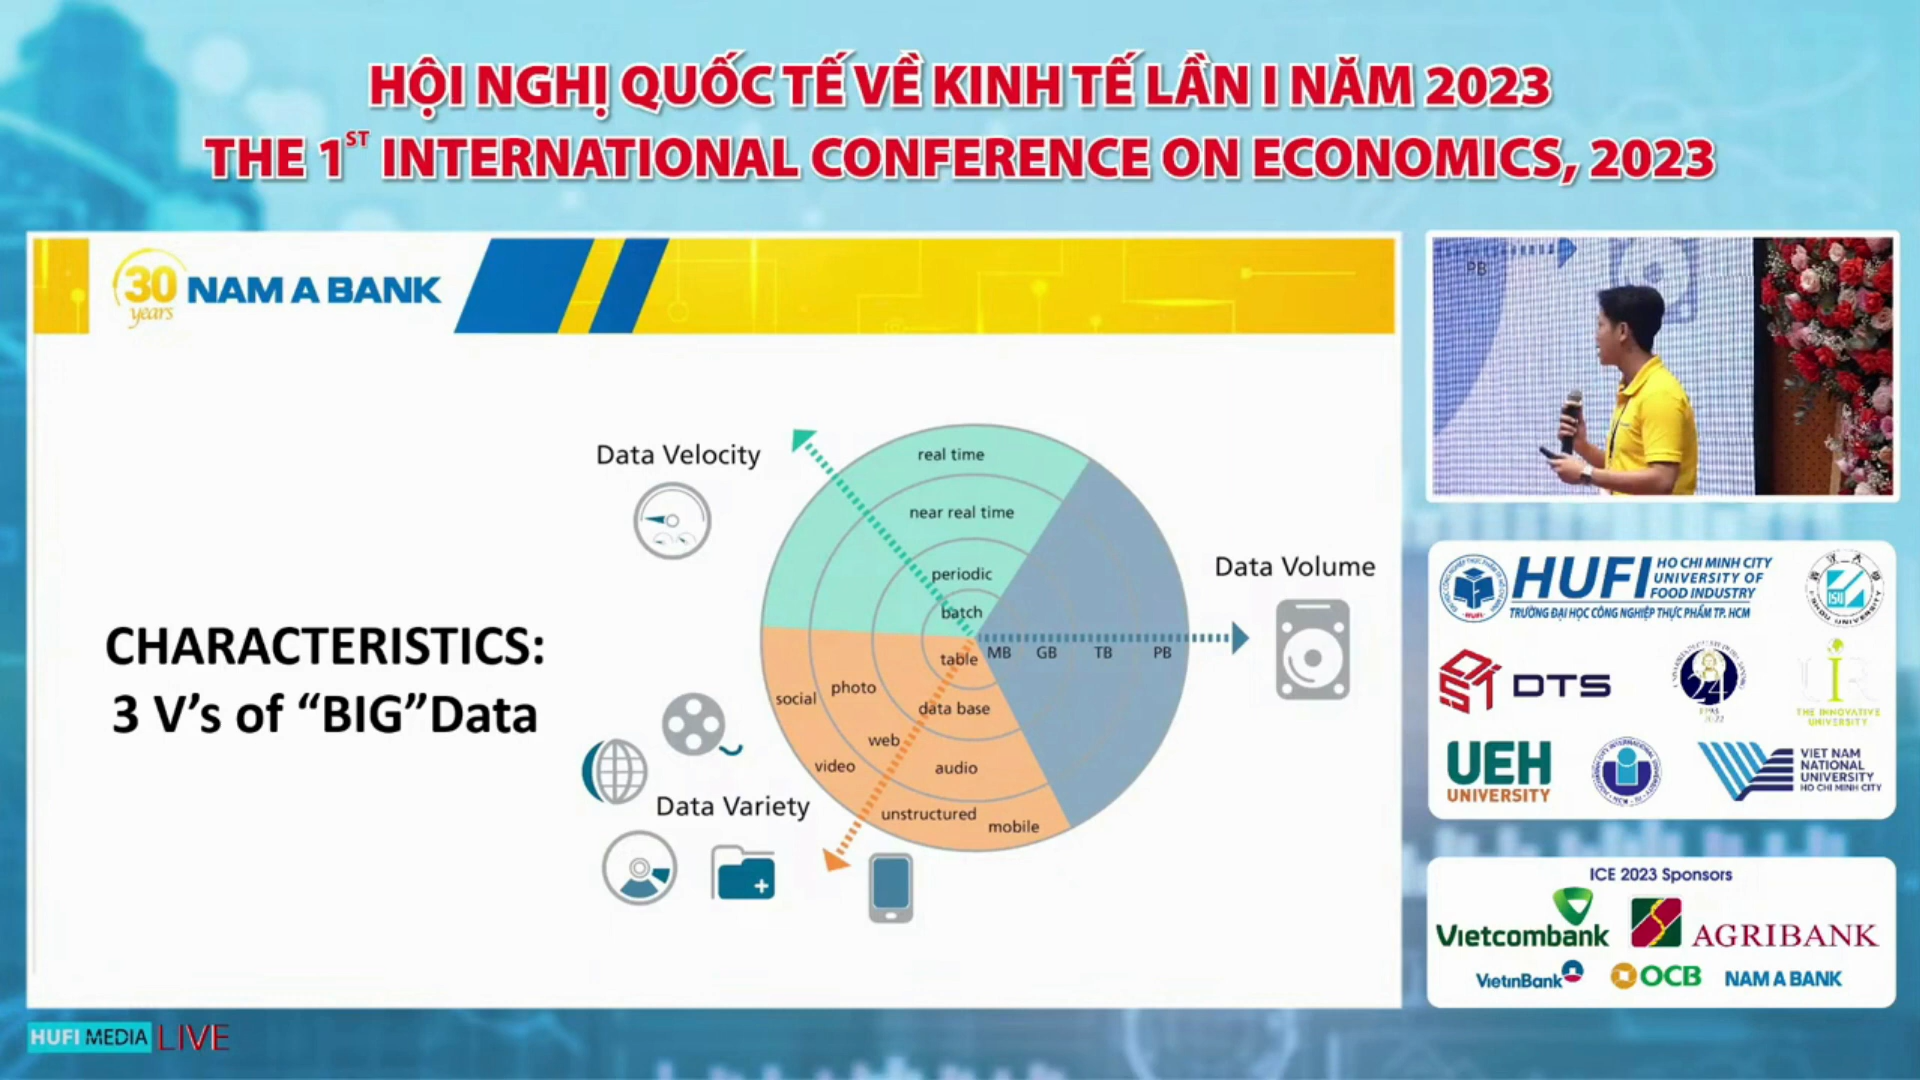 HỘI NGHỊ QUỐC TẾ VỀ KINH TẾ LẦN I NĂM 2023
THE 1ST INTERNATIONAL CONFERENCE ON ECONOMICS, 2023
30 years
NAM A BANK
CHARACTERISTICS:
3 V's of “BIG”Data
Data Velocity
real time
near real time
periodic
batch
Data Volume
MB GB TB PB
table
data base
photo
social
web
video
audio
unstructured
mobile
Data Variety
PB
HUFI
HO CHI MINH CITY
UNIVERSITY OF
FOOD INDUSTRY
TRƯỜNG ĐẠI HỌC CÔNG NGHIỆP THỰC PHẨM TP. HCM
HUFI
ISU
DTS
24
THE INNOVATIVE
UNIVERSITY
UEH
UNIVERSITY
VIET NAM
NATIONAL
UNIVERSITY
HO CHI MINH CITY
ICE 2023 Sponsors
Vietcombank
AGRIBANK
VietinBank
OCB
NAM A BANK
HUFI MEDIA LIVE